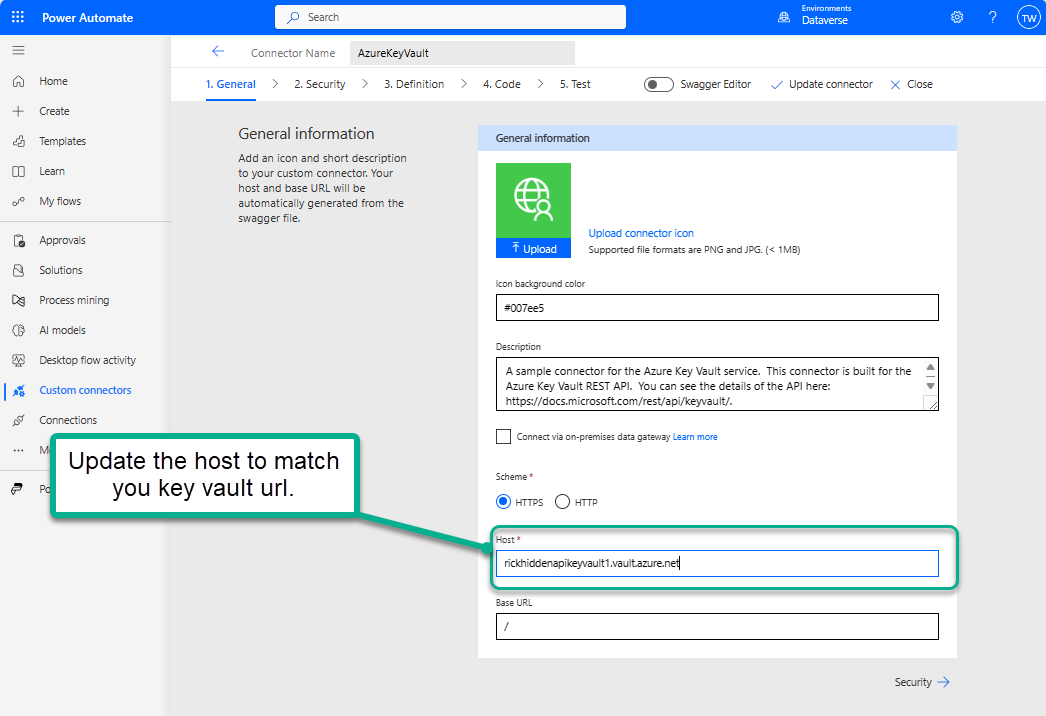 Power Automate
Search
Environments
Dataverse
TW
Connector Name
AzureKeyVault
1. General
2. Security
3. Definition
4. Code
5. Test
Swagger Editor
Update connector
Close
Home
Create
Templates
Learn
My flows
Approvals
Solutions
Process mining
AI models
Desktop flow activity
Custom connectors
Connections
General information
Add an icon and short description
to your custom connector. Your
host and base URL will be
automatically generated from the
swagger file.
General information
Upload
Upload connector icon
Supported file formats are PNG and JPG. (< 1MB)
Icon background color
#007ee5
Description
A sample connector for the Azure Key Vault service. This connector is built for the
Azure Key Vault REST API. You can see the details of the API here:
https://docs.microsoft.com/rest/api/keyvault/.
Connect via on-premises data gateway Learn more
Scheme *
HTTPS
HTTP
Update the host to match
you key vault url.
Host *
rickhiddenapikeyvault1.vault.azure.net
Base URL
/
Security